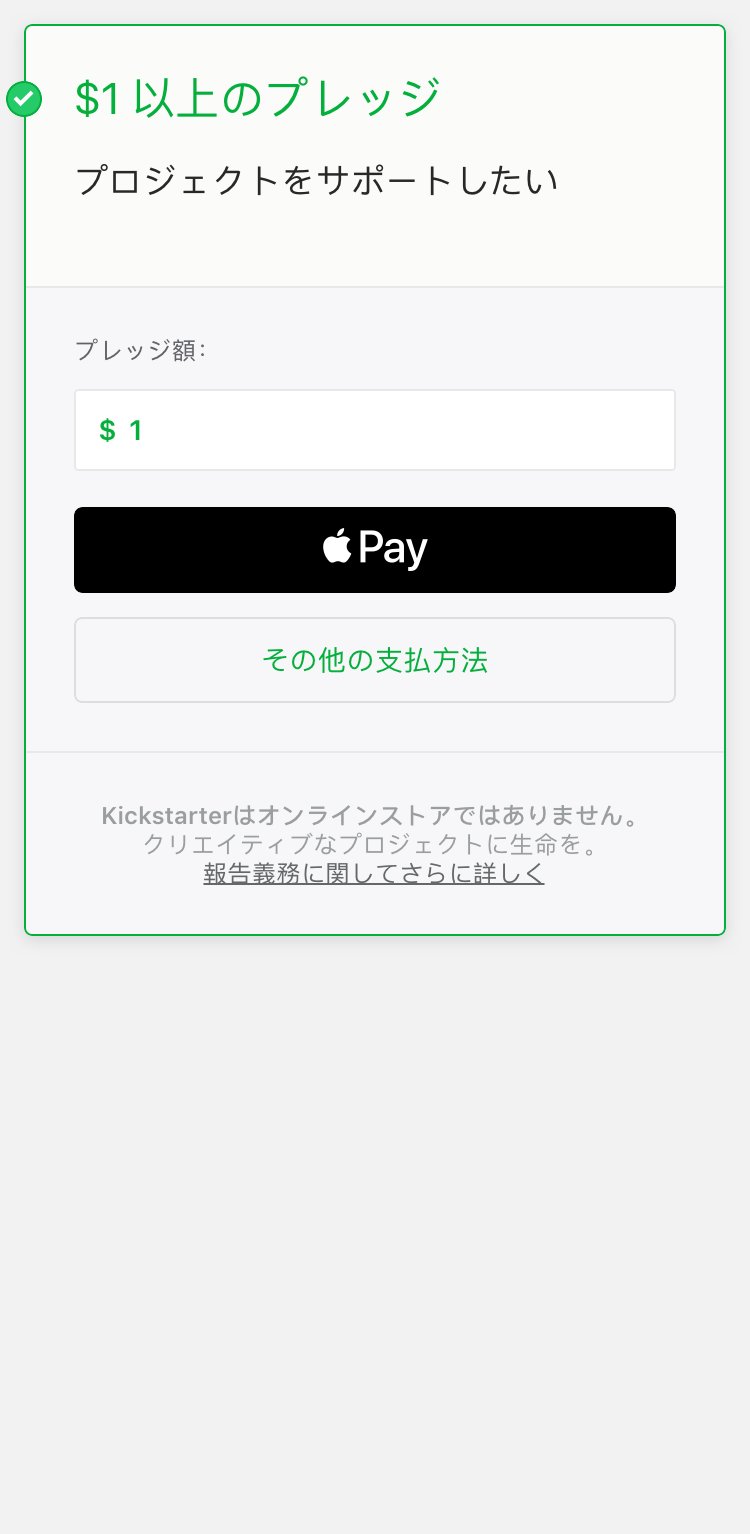 $1 以上のプレッジ
プロジェクトをサポートしたい
プレッジ額:
$ 1
Pay
その他の支払方法
Kickstarterはオンラインストアではありません。
クリエイティブなプロジェクトに生命を。
報告義務に関してさらに詳しく